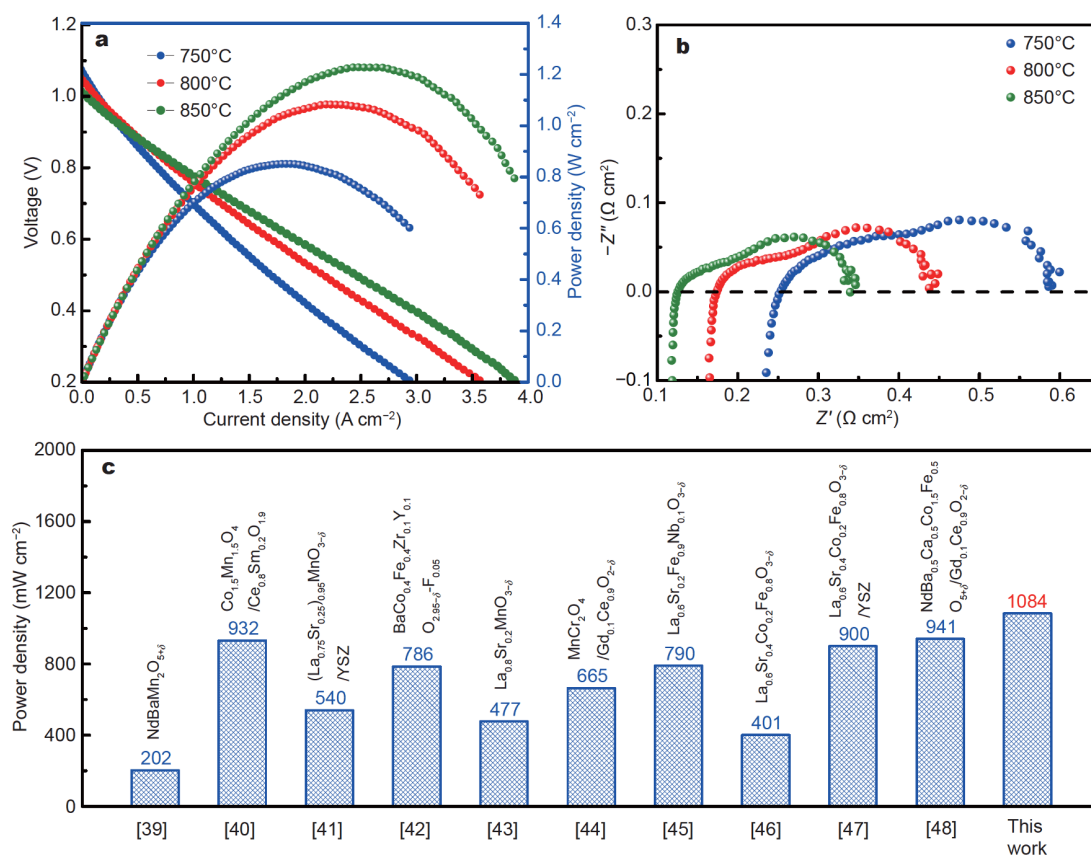 a
750°C
800°C
850°C
1.2
1.0
0.8
0.6
0.4
0.2
Voltage (V)
0.0 0.5 1.0 1.5 2.0 2.5 3.0 3.5 4.0
Current density (A cm⁻²)
1.4
1.2
1.0
0.8
0.6
0.4
0.2
0.0
Power density (W cm⁻²)
b
750°C
800°C
850°C
0.3
0.2
0.1
0.0
−0.1
−Z″ (Ω cm²)
0.1 0.2 0.3 0.4 0.5 0.6
Z′ (Ω cm²)
c
2000
1600
1200
800
400
0
Power density (mW cm⁻²)
NdBaMn₂O₅₊δ
202
Co₁.₅Mn₁.₅O₄
/Ce₀.₈Sm₀.₂O₁.₉
932
(La₀.₇₅Sr₀.₂₅)₀.₉₅MnO₃₋δ
/YSZ
540
BaCo₀.₄Fe₀.₄Zr₀.₁Y₀.₁
O₂.₉₅₋δ-F₀.₀₅
786
La₀.₈Sr₀.₂MnO₃₋δ
477
MnCr₂O₄
/Gd₀.₁Ce₀.₉O₂₋δ
665
La₀.₆Sr₀.₂Fe₀.₉Nb₀.₁O₃₋δ
790
La₀.₆Sr₀.₄Co₀.₂Fe₀.₈O₃₋δ
401
La₀.₆Sr₀.₄Co₀.₂Fe₀.₈O₃₋δ
/YSZ
900
NdBa₀.₅Ca₀.₅Co₁.₅Fe₀.₅
O₅₊δ/Gd₀.₁Ce₀.₉O₂₋δ
941
1084
[39] [40] [41] [42] [43] [44] [45] [46] [47] [48] This
work